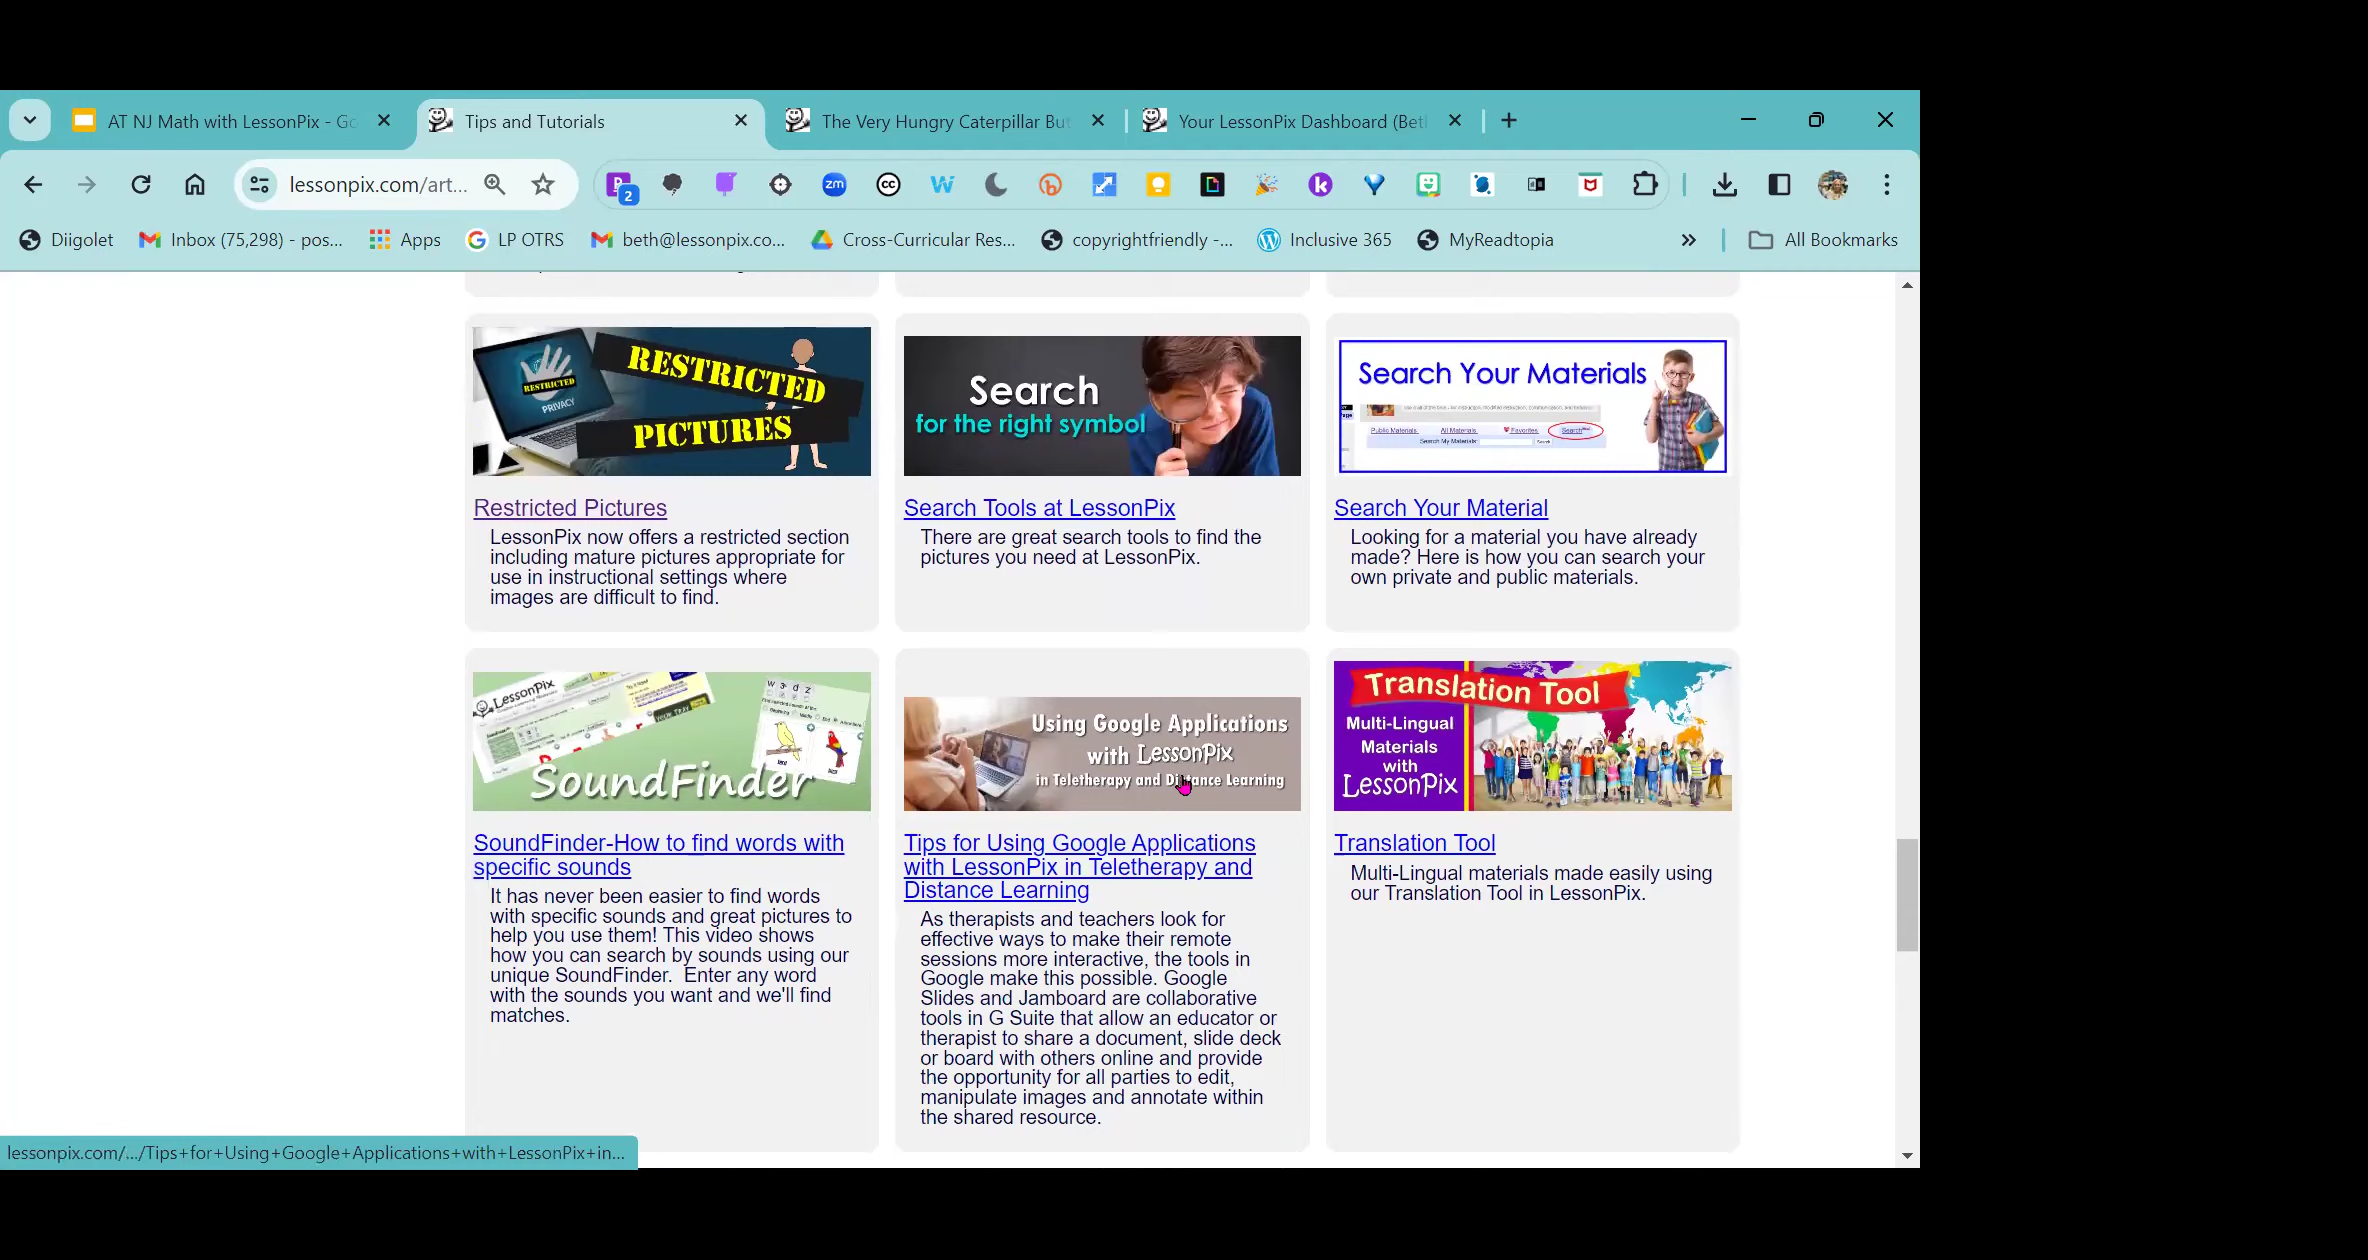 AT NJ Math with LessonPix - Go
Tips and Tutorials
The Very Hungry Caterpillar But
Your LessonPix Dashboard (Beth
lessonpix.com/art...
2
zm
cc
Diigolet
Inbox (75,298) - pos...
Apps
LP OTRS
beth@lessonpix.co...
Cross-Curricular Res...
copyrightfriendly -...
Inclusive 365
MyReadtopia
All Bookmarks
RESTRICTED
PICTURES
RESTRICTED
PRIVACY
Restricted Pictures
LessonPix now offers a restricted section
including mature pictures appropriate for
use in instructional settings where
images are difficult to find.
Search
for the right symbol
Search Tools at LessonPix
There are great search tools to find the
pictures you need at LessonPix.
Search Your Materials
Public Materials
All Materials
Favorites
Search
Search My Materials:
Search Your Material
Looking for a material you have already
made? Here is how you can search your
own private and public materials.
LessonPix
w 3 d z
SoundFinder
SoundFinder-How to find words with
specific sounds
It has never been easier to find words
with specific sounds and great pictures to
help you use them! This video shows
how you can search by sounds using our
unique SoundFinder. Enter any word
with the sounds you want and we'll find
matches.
Using Google Applications
with LessonPix
in Teletherapy and Distance Learning
Tips for Using Google Applications
with LessonPix in Teletherapy and
Distance Learning
As therapists and teachers look for
effective ways to make their remote
sessions more interactive, the tools in
Google make this possible. Google
Slides and Jamboard are collaborative
tools in G Suite that allow an educator or
therapist to share a document, slide deck
or board with others online and provide
the opportunity for all parties to edit,
manipulate images and annotate within
the shared resource.
Translation Tool
Multi-Lingual
Materials
with
LessonPix
Translation Tool
Multi-Lingual materials made easily using
our Translation Tool in LessonPix.
lessonpix.com/.../Tips+for+Using+Google+Applications+with+LessonPix+in...